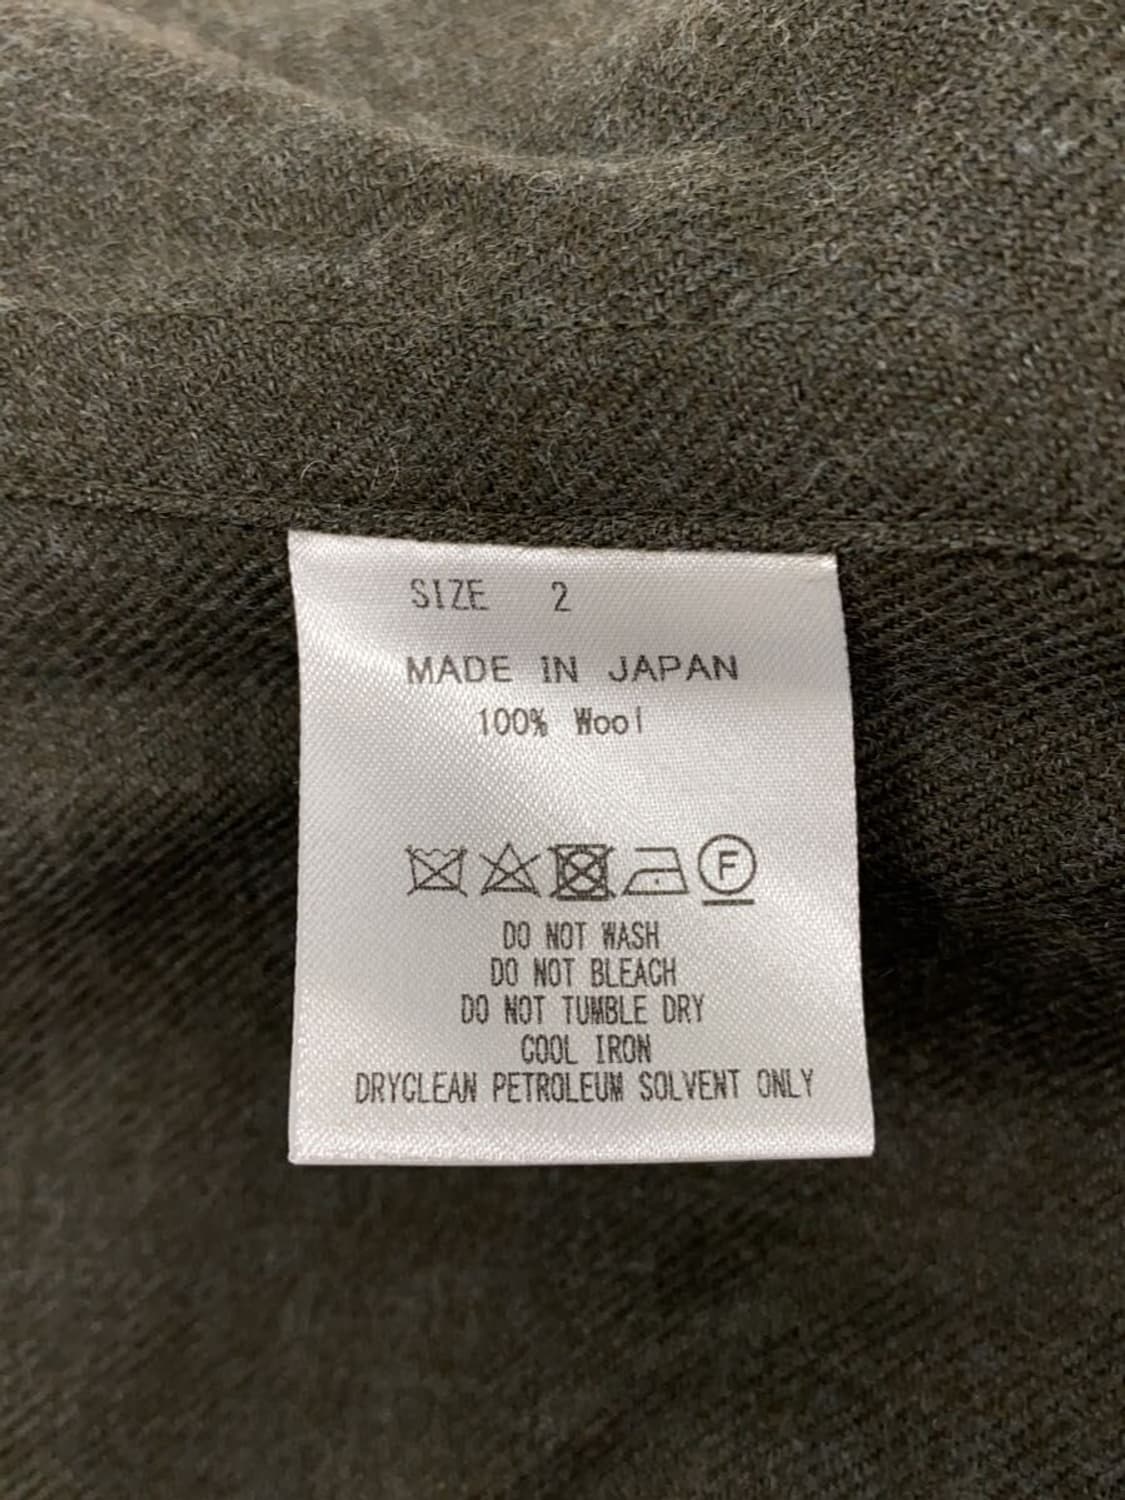 SIZE 2
MADE IN JAPAN
100% Wool
F
DO NOT WASH
DO NOT BLEACH
DO NOT TUMBLE DRY
COOL IRON
DRYCLEAN PETROLEUM SOLVENT ONLY